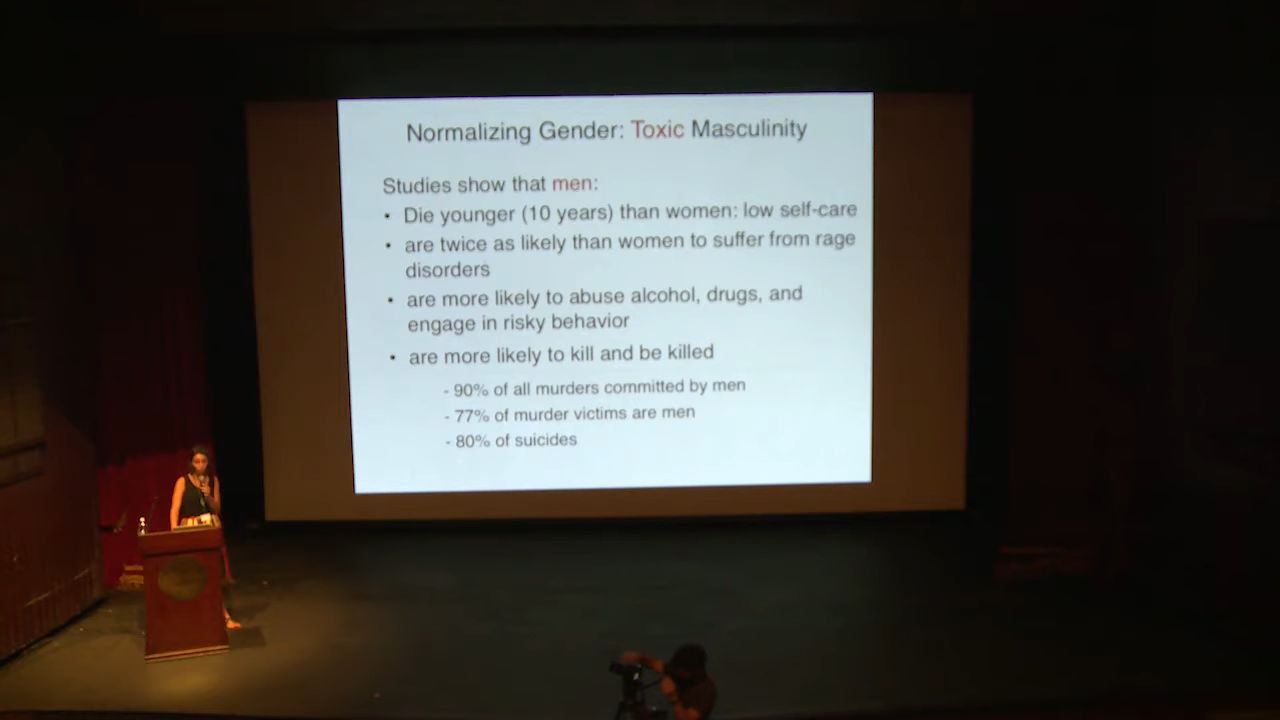 Normalizing Gender: Toxic Masculinity
Studies show that men:
• Die younger (10 years) than women: low self-care
• are twice as likely than women to suffer from rage
disorders
• are more likely to abuse alcohol, drugs, and
engage in risky behavior
• are more likely to kill and be killed
- 90% of all murders committed by men
- 77% of murder victims are men
- 80% of suicides